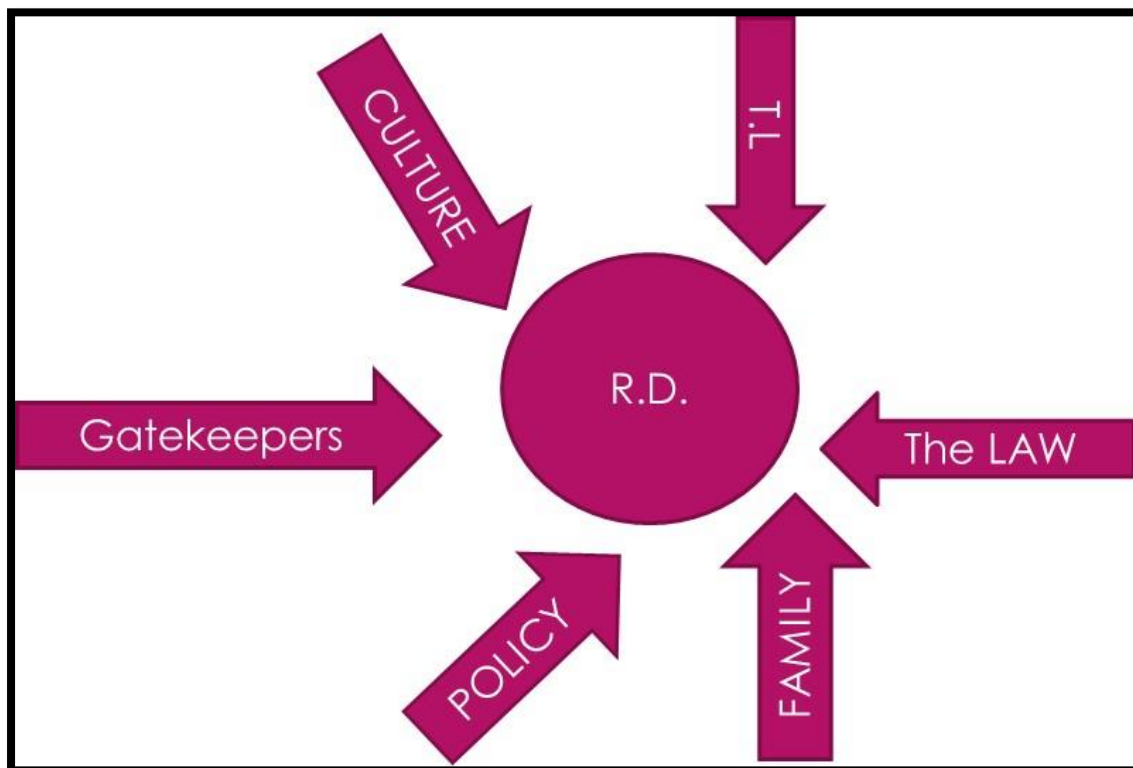 CULTURE
T.L
Gatekeepers
R.D.
The LAW
POLICY
FAMILY